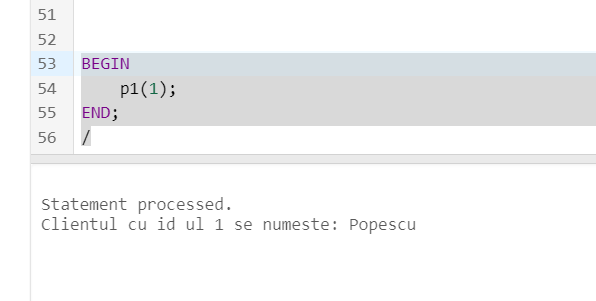 51
52
53 BEGIN
54 p1(1);
55 END;
56 /
Statement processed.
Clientul cu id ul 1 se numeste: Popescu